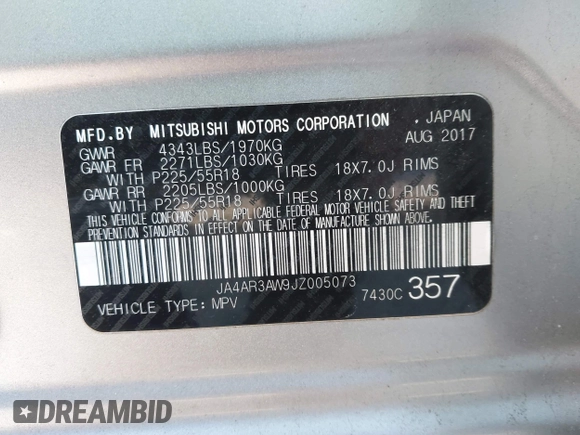 MFD.BY MITSUBISHI MOTORS CORPORATION . JAPAN
GVWR 4343LBS/1970KG AUG 2017
GAWR FR 2271LBS/1030KG
WITH P225/55R18 TIRES 18X7.0J RIMS
GAWR RR 2205LBS/1000KG
WITH P225/55R18 TIRES 18X7.0J RIMS
THIS VEHICLE CONFORMS TO ALL APPLICABLE FEDERAL MOTOR VEHICLE SAFETY AND THEFT
PREVENTION STANDARDS IN EFFECT ON THE DATE OF MANUFACTURE SHOWN ABOVE.
JA4AR3AW9JZ005073
VEHICLE TYPE: MPV 7430C 357
DREAMBID